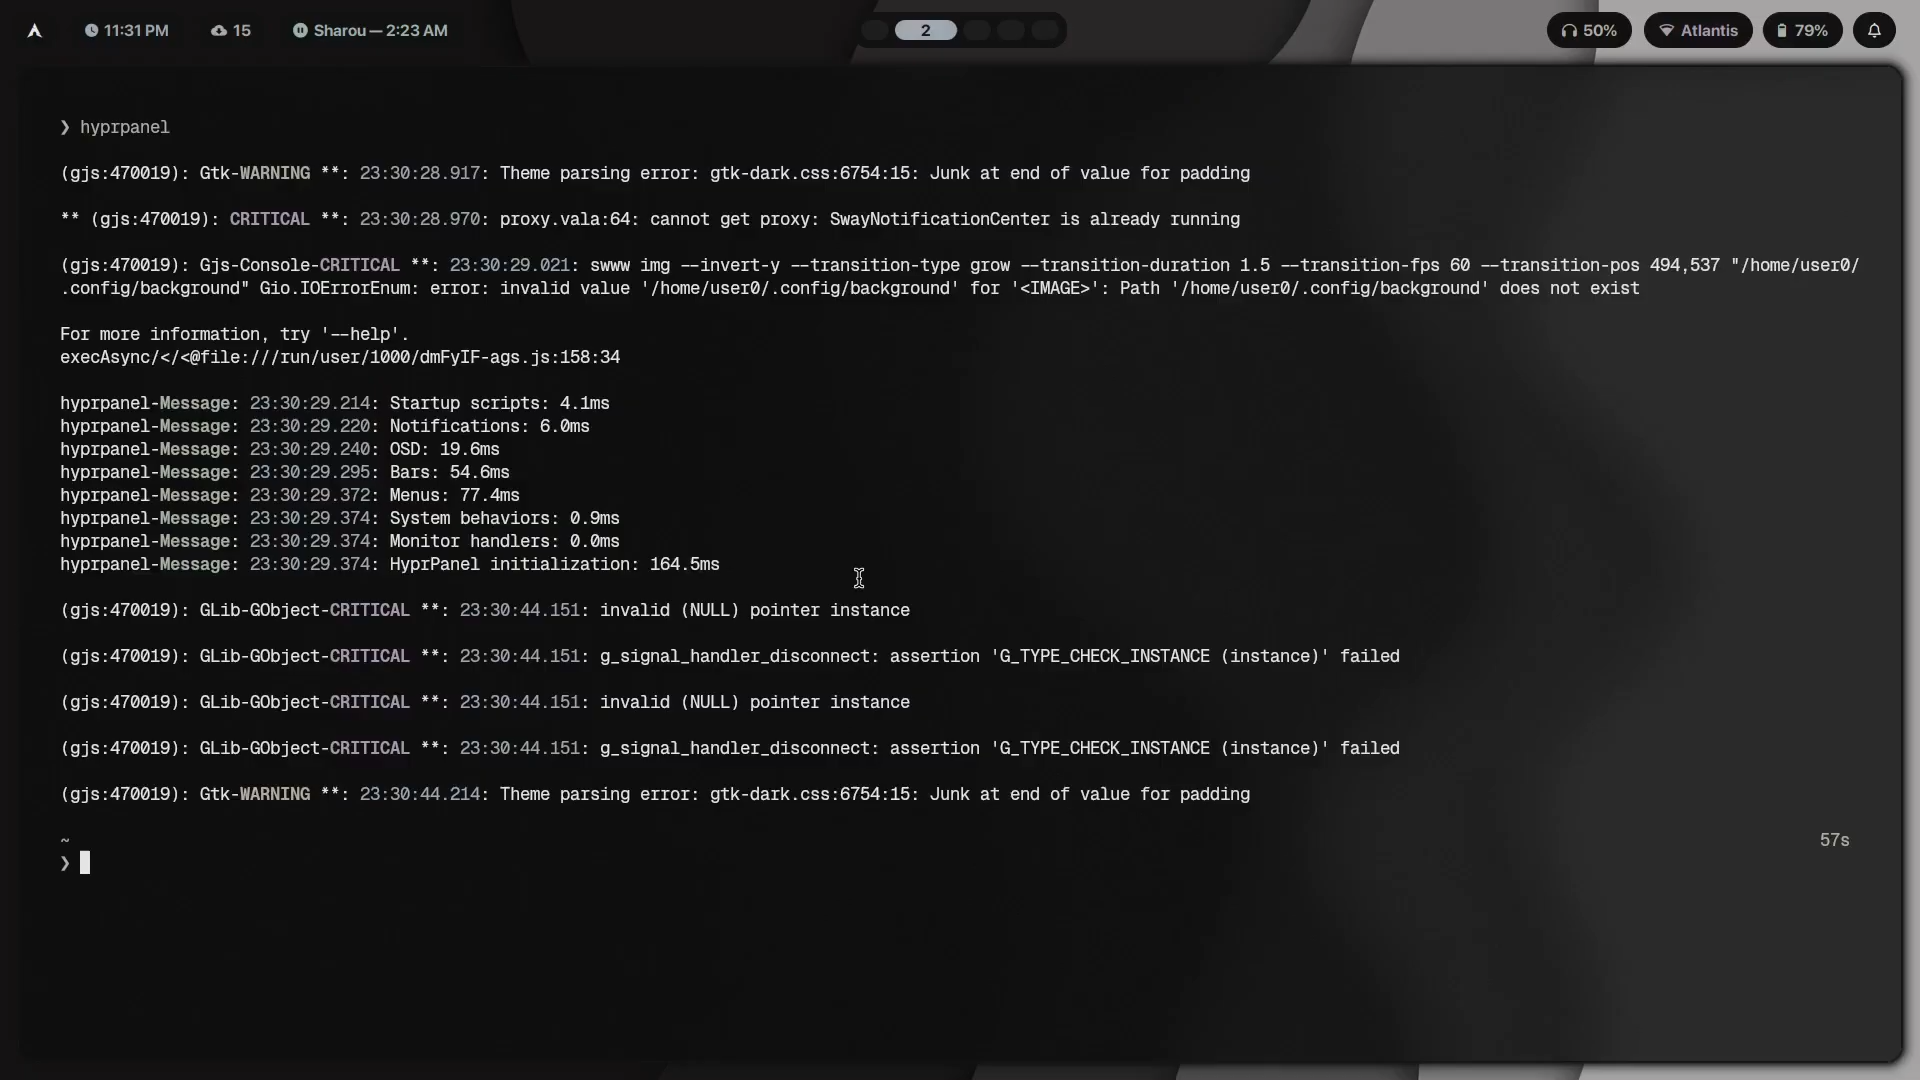 11:31 PM 15 Sharou — 2:23 AM 2 50% Atlantis 79%
❯ hyprpanel
(gjs:470019): Gtk-WARNING **: 23:30:28.917: Theme parsing error: gtk-dark.css:6754:15: Junk at end of value for padding
** (gjs:470019): CRITICAL **: 23:30:28.970: proxy.vala:64: cannot get proxy: SwayNotificationCenter is already running
(gjs:470019): Gjs-Console-CRITICAL **: 23:30:29.021: swww img --invert-y --transition-type grow --transition-duration 1.5 --transition-fps 60 --transition-pos 494,537 "/home/user0/
.config/background" Gio.IOErrorEnum: error: invalid value '/home/user0/.config/background' for '<IMAGE>': Path '/home/user0/.config/background' does not exist
For more information, try '--help'.
execAsync/</<@file:///run/user/1000/dmFyIF-ags.js:158:34
hyprpanel-Message: 23:30:29.214: Startup scripts: 4.1ms
hyprpanel-Message: 23:30:29.220: Notifications: 6.0ms
hyprpanel-Message: 23:30:29.240: OSD: 19.6ms
hyprpanel-Message: 23:30:29.295: Bars: 54.6ms
hyprpanel-Message: 23:30:29.372: Menus: 77.4ms
hyprpanel-Message: 23:30:29.374: System behaviors: 0.9ms
hyprpanel-Message: 23:30:29.374: Monitor handlers: 0.0ms
hyprpanel-Message: 23:30:29.374: HyprPanel initialization: 164.5ms
(gjs:470019): GLib-GObject-CRITICAL **: 23:30:44.151: invalid (NULL) pointer instance
(gjs:470019): GLib-GObject-CRITICAL **: 23:30:44.151: g_signal_handler_disconnect: assertion 'G_TYPE_CHECK_INSTANCE (instance)' failed
(gjs:470019): GLib-GObject-CRITICAL **: 23:30:44.151: invalid (NULL) pointer instance
(gjs:470019): GLib-GObject-CRITICAL **: 23:30:44.151: g_signal_handler_disconnect: assertion 'G_TYPE_CHECK_INSTANCE (instance)' failed
(gjs:470019): Gtk-WARNING **: 23:30:44.214: Theme parsing error: gtk-dark.css:6754:15: Junk at end of value for padding
~ 57s
❯